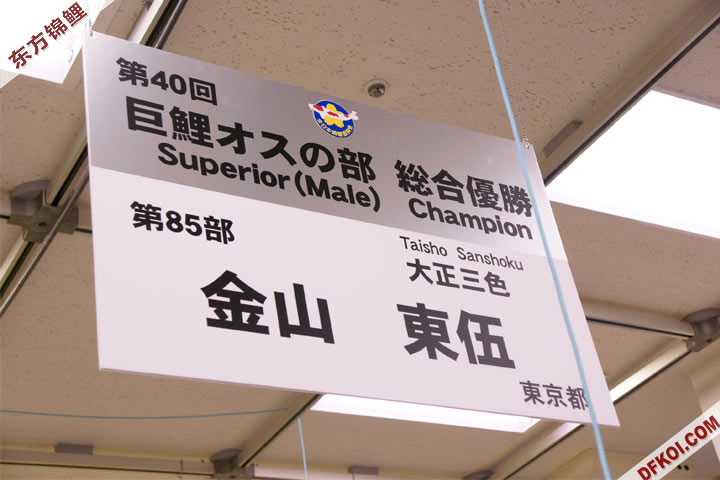 东方锦鲤
第40回
巨鯉オスの部 総合優勝
Superior(Male) Champion
第85部
Taisho Sanshoku
大正三色
金山 東伍
東京都
DFKOI.COM